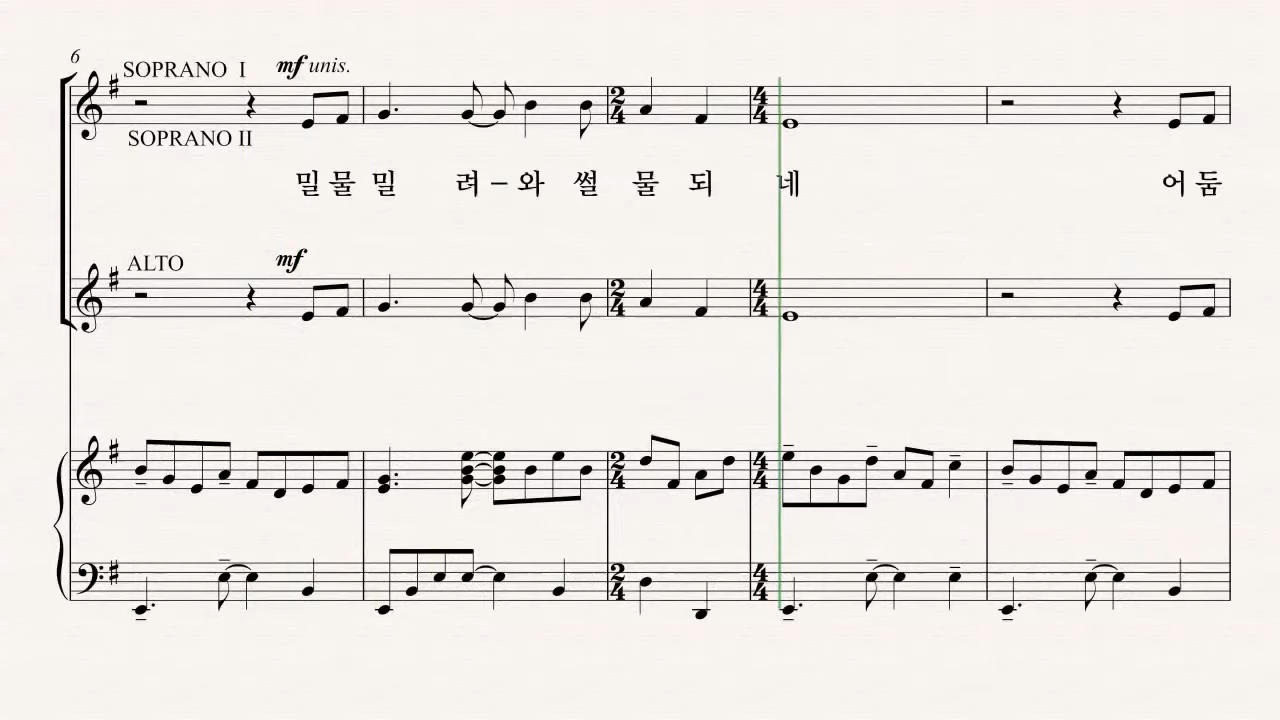 6
SOPRANO I mf unis.
SOPRANO II
밀 물 밀 려 – 와 썰 물 되 네 어 둠
ALTO mf